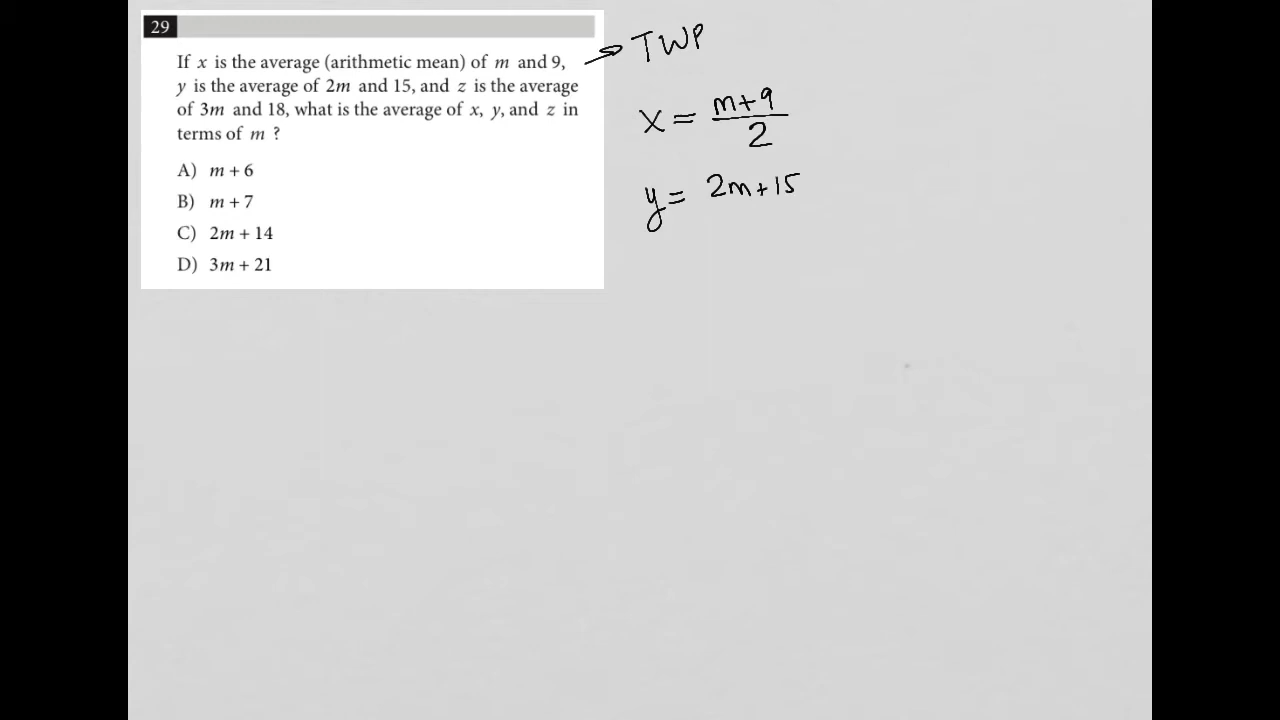 29
If x is the average (arithmetic mean) of m and 9,
y is the average of 2m and 15, and z is the average
of 3m and 18, what is the average of x, y, and z in
terms of m ?
A) m + 6
B) m + 7
C) 2m + 14
D) 3m + 21
TWP
x = m+9
2
y = 2m+15